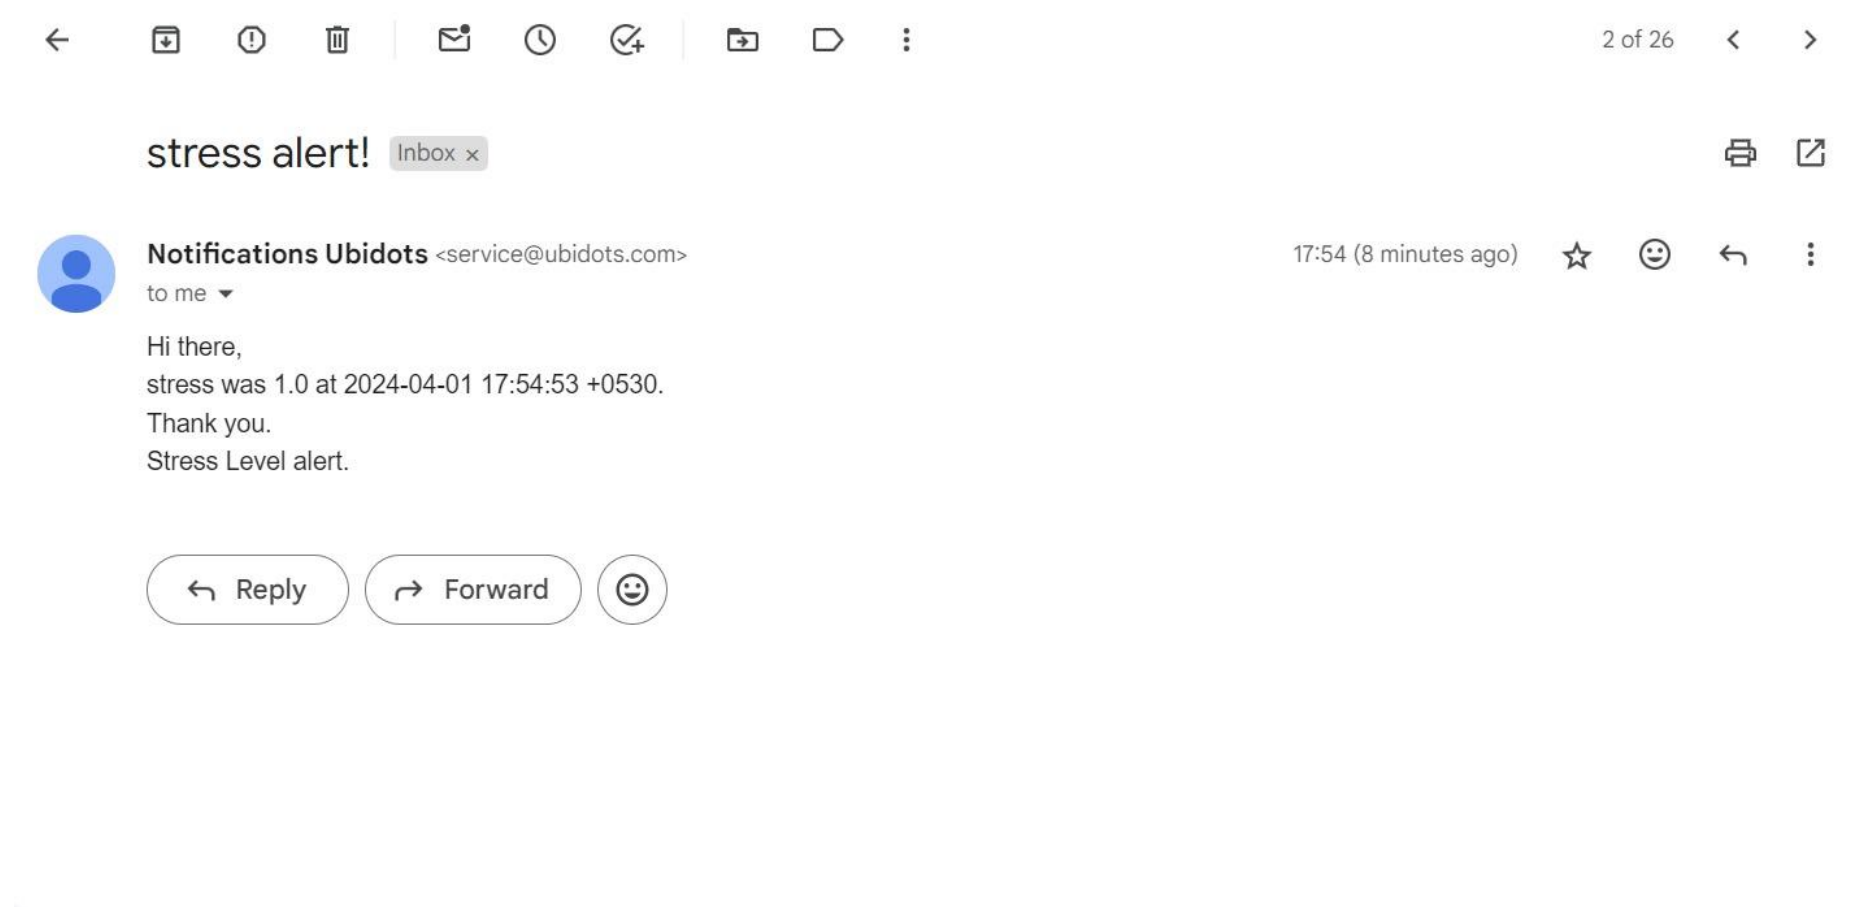 2 of 26
stress alert! Inbox x
Notifications Ubidots <service@ubidots.com> 17:54 (8 minutes ago)
to me
Hi there,
stress was 1.0 at 2024-04-01 17:54:53 +0530.
Thank you.
Stress Level alert.
Reply Forward